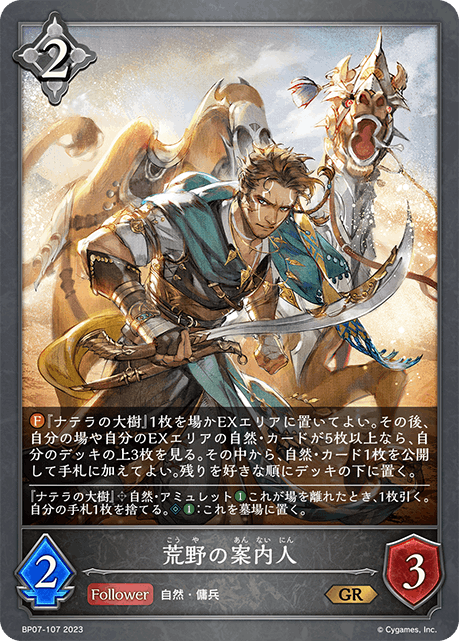 2
『ナテラの大樹』1枚を場かEXエリアに置いてよい。その後、
自分の場や自分のEXエリアの自然・カードが5枚以上なら、自
分のデッキの上3枚を見る。その中から、自然・カード1枚を公開
して手札に加えてよい。残りを好きな順にデッキの下に置く。
『ナテラの大樹』自然・アミュレット 1 これが場を離れたとき、1枚引く。
自分の手札1枚を捨てる。 1 :これを墓場に置く。
こうや あんないにん
荒野の案内人
2
Follower 自然・傭兵 GR
3
BP07-107 2023 © Cygames, Inc.